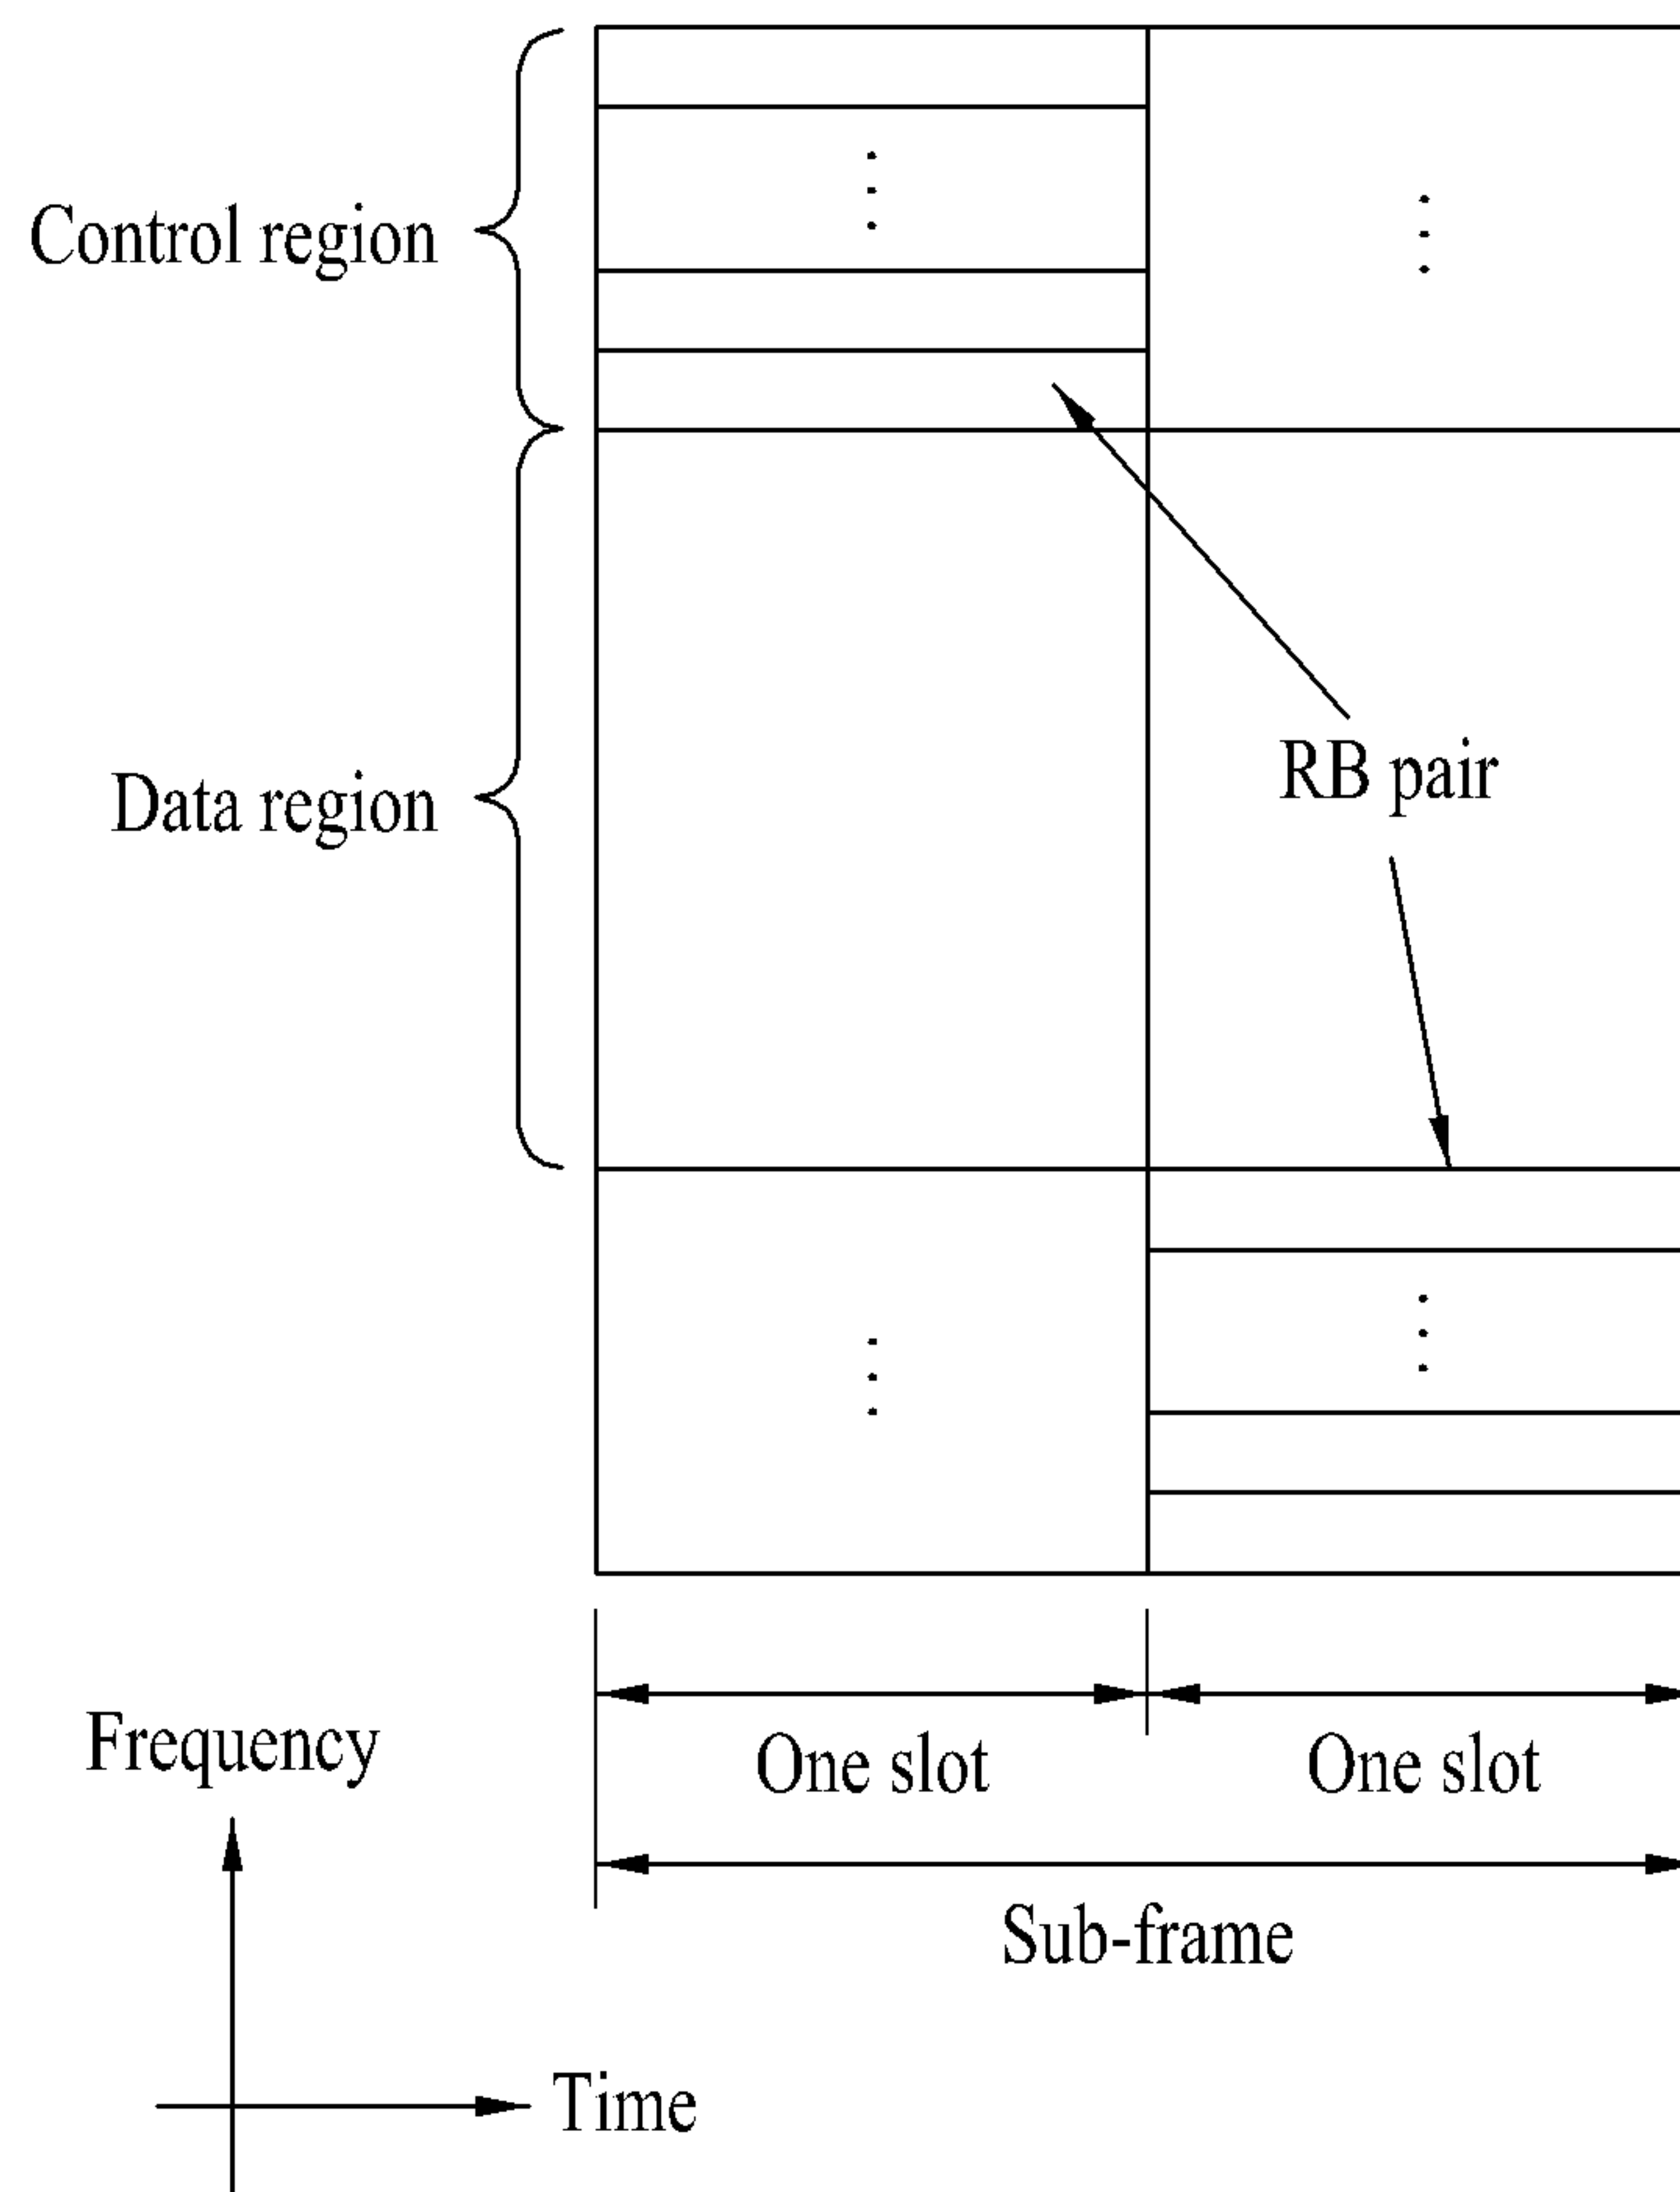 Control region
Data region
RB pair
Frequency
One slot
One slot
Sub-frame
Time